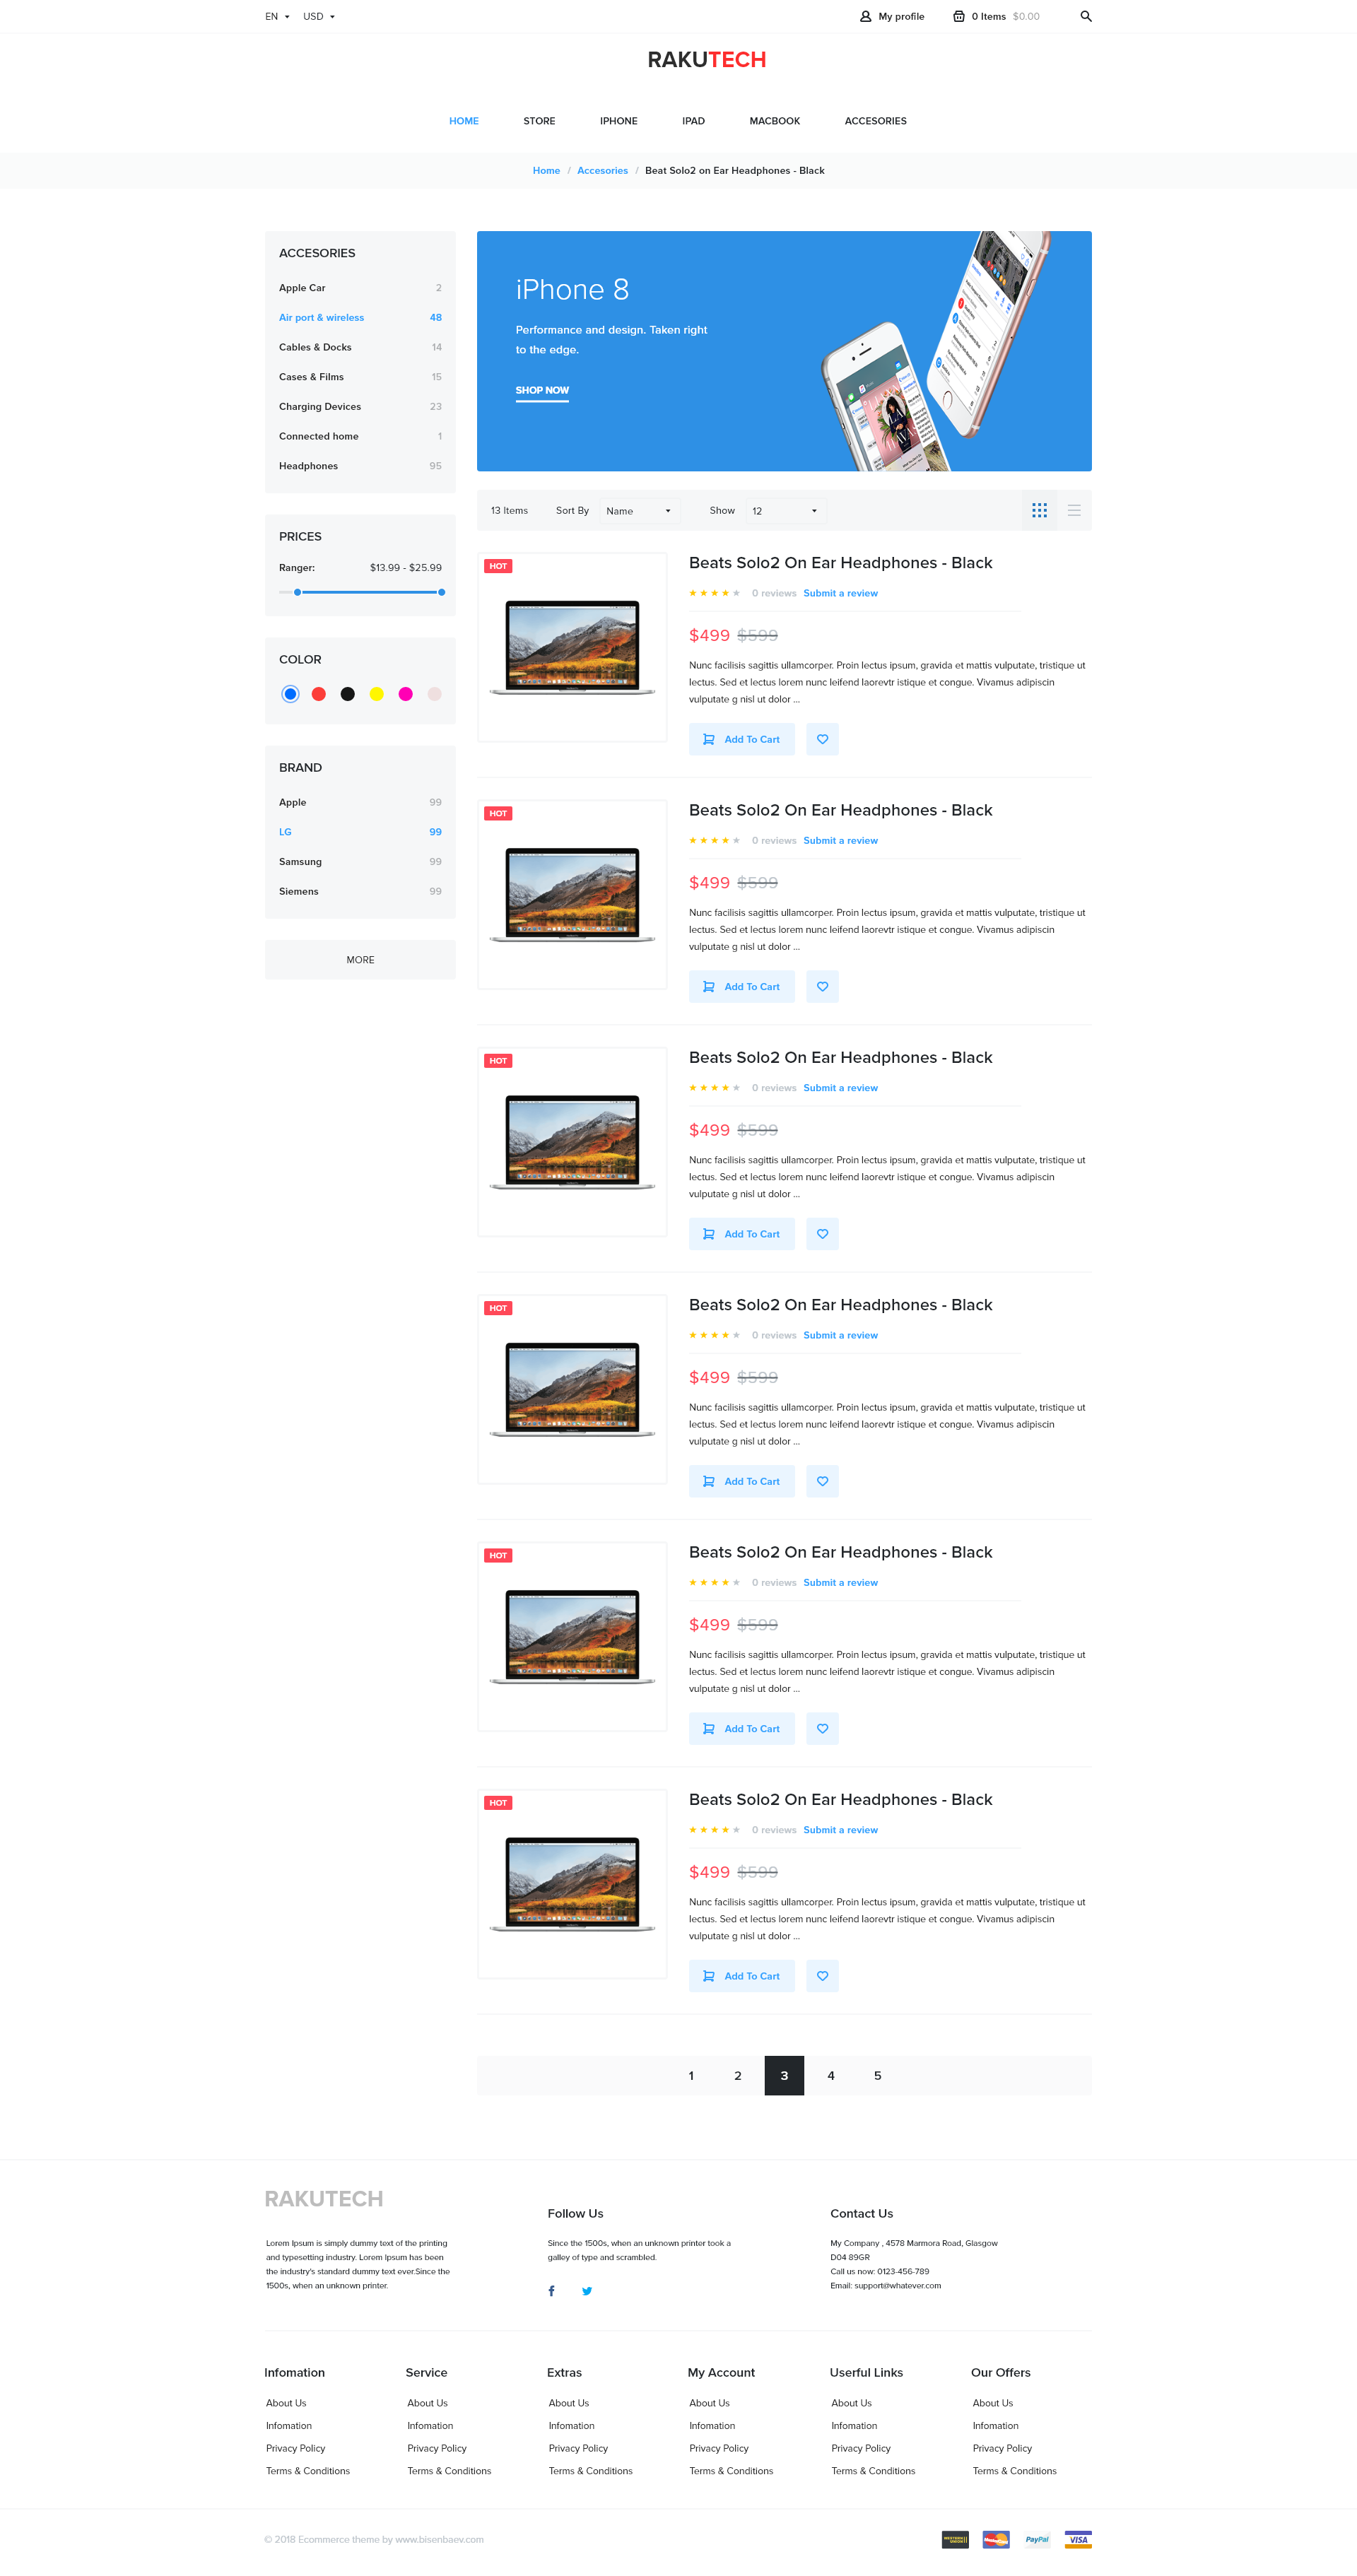 EN USD My profile 0 Items $0.00
RAKUTECH
HOME STORE IPHONE IPAD MACBOOK ACCESORIES
Home / Accesories / Beat Solo2 on Ear Headphones - Black
ACCESORIES
Apple Car 2
Air port & wireless 48
Cables & Docks 14
Cases & Films 15
Charging Devices 23
Connected home 1
Headphones 95
PRICES
Ranger: $13.99 - $25.99
COLOR
BRAND
Apple 99
LG 99
Samsung 99
Siemens 99
MORE
iPhone 8
Performance and design. Taken right
to the edge.
SHOP NOW
13 Items Sort By Name Show 12
HOT
Beats Solo2 On Ear Headphones - Black
0 reviews Submit a review
$499 $599
Nunc facilisis sagittis ullamcorper. Proin lectus ipsum, gravida et mattis vulputate, tristique ut
lectus. Sed et lectus lorem nunc leifend laorevtr istique et congue. Vivamus adipiscin
vulputate g nisl ut dolor ...
Add To Cart
HOT
Beats Solo2 On Ear Headphones - Black
0 reviews Submit a review
$499 $599
Nunc facilisis sagittis ullamcorper. Proin lectus ipsum, gravida et mattis vulputate, tristique ut
lectus. Sed et lectus lorem nunc leifend laorevtr istique et congue. Vivamus adipiscin
vulputate g nisl ut dolor ...
Add To Cart
HOT
Beats Solo2 On Ear Headphones - Black
0 reviews Submit a review
$499 $599
Nunc facilisis sagittis ullamcorper. Proin lectus ipsum, gravida et mattis vulputate, tristique ut
lectus. Sed et lectus lorem nunc leifend laorevtr istique et congue. Vivamus adipiscin
vulputate g nisl ut dolor ...
Add To Cart
HOT
Beats Solo2 On Ear Headphones - Black
0 reviews Submit a review
$499 $599
Nunc facilisis sagittis ullamcorper. Proin lectus ipsum, gravida et mattis vulputate, tristique ut
lectus. Sed et lectus lorem nunc leifend laorevtr istique et congue. Vivamus adipiscin
vulputate g nisl ut dolor ...
Add To Cart
HOT
Beats Solo2 On Ear Headphones - Black
0 reviews Submit a review
$499 $599
Nunc facilisis sagittis ullamcorper. Proin lectus ipsum, gravida et mattis vulputate, tristique ut
lectus. Sed et lectus lorem nunc leifend laorevtr istique et congue. Vivamus adipiscin
vulputate g nisl ut dolor ...
Add To Cart
HOT
Beats Solo2 On Ear Headphones - Black
0 reviews Submit a review
$499 $599
Nunc facilisis sagittis ullamcorper. Proin lectus ipsum, gravida et mattis vulputate, tristique ut
lectus. Sed et lectus lorem nunc leifend laorevtr istique et congue. Vivamus adipiscin
vulputate g nisl ut dolor ...
Add To Cart
1 2 3 4 5
RAKUTECH
Lorem Ipsum is simply dummy text of the printing
and typesetting industry. Lorem Ipsum has been
the industry's standard dummy text ever.Since the
1500s, when an unknown printer.
Follow Us
Since the 1500s, when an unknown printer took a
galley of type and scrambled.
Contact Us
My Company , 4578 Marmora Road, Glasgow
D04 89GR
Call us now: 0123-456-789
Email: support@whatever.com
Infomation
About Us
Infomation
Privacy Policy
Terms & Conditions
Service
About Us
Infomation
Privacy Policy
Terms & Conditions
Extras
About Us
Infomation
Privacy Policy
Terms & Conditions
My Account
About Us
Infomation
Privacy Policy
Terms & Conditions
Userful Links
About Us
Infomation
Privacy Policy
Terms & Conditions
Our Offers
About Us
Infomation
Privacy Policy
Terms & Conditions
© 2018 Ecommerce theme by www.bisenbaev.com
WESTERN UNION MasterCard PayPal VISA